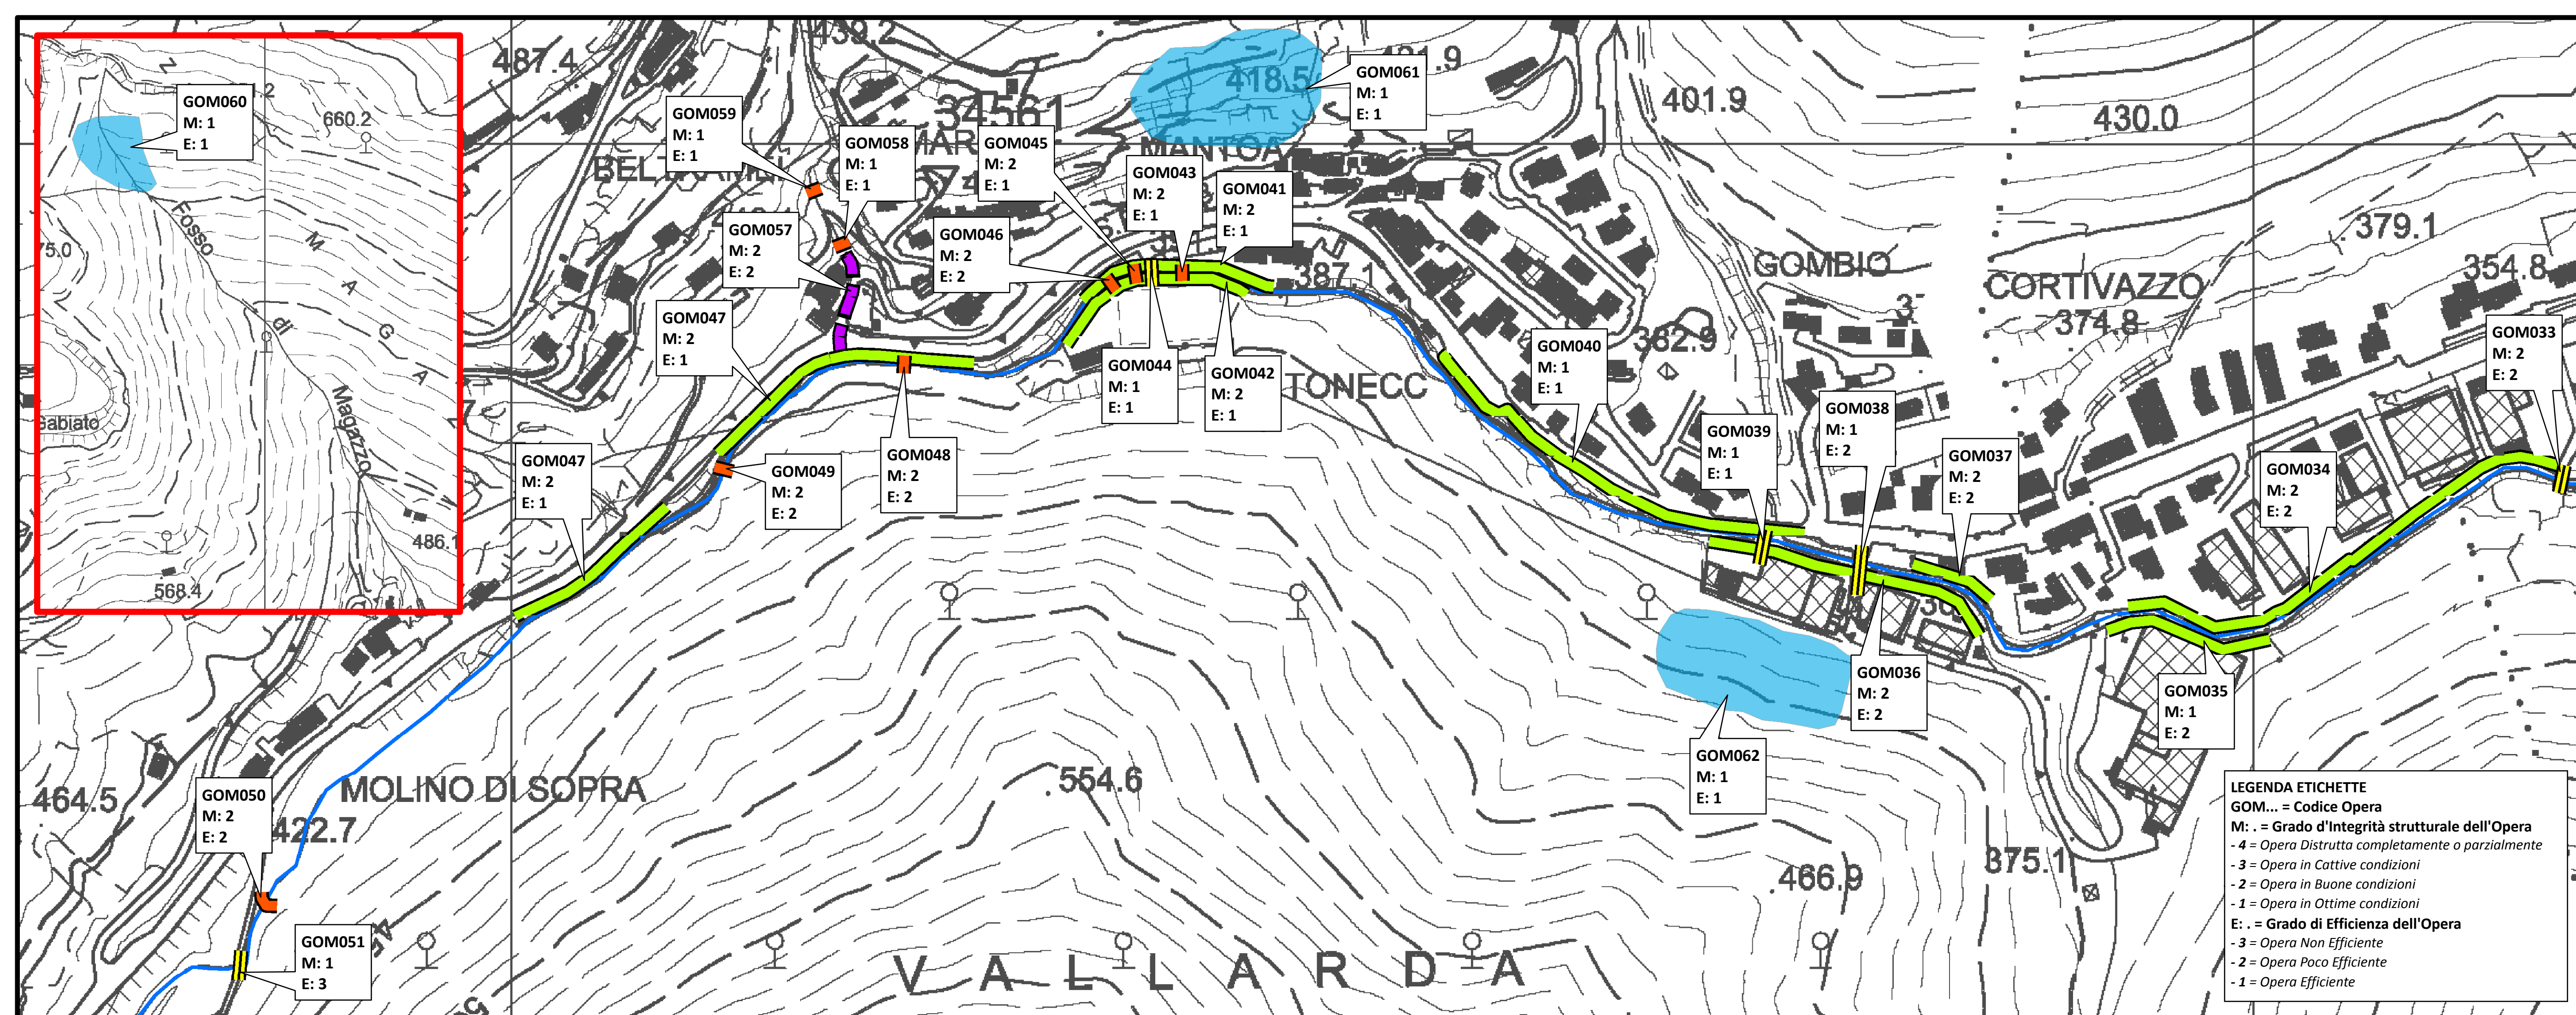 GOM060
M: 1
E: 1
660.2
75.0
Fosso
di
Magazzo
M A G A
Gabiato
486.1
568.4
487.4
439.2
GOM059
M: 1
E: 1
GOM058
M: 1
E: 1
GOM057
M: 2
E: 2
GOM045
M: 2
E: 1
GOM046
M: 2
E: 2
GOM043
M: 2
E: 1
GOM041
M: 2
E: 1
GOM061
M: 1
E: 1
418.5
MANTOA
401.9
430.0
379.1
354.8
387.1
GOMBIO
CORTIVAZZO
374.8
382.9
TONECC
GOM047
M: 2
E: 1
GOM047
M: 2
E: 1
GOM049
M: 2
E: 2
GOM048
M: 2
E: 2
GOM044
M: 1
E: 1
GOM042
M: 2
E: 1
GOM040
M: 1
E: 1
GOM039
M: 1
E: 1
GOM038
M: 1
E: 2
GOM037
M: 2
E: 2
GOM034
M: 2
E: 2
GOM033
M: 2
E: 2
GOM036
M: 2
E: 2
GOM035
M: 1
E: 2
GOM062
M: 1
E: 1
464.5
MOLINO DI SOPRA
422.7
GOM050
M: 2
E: 2
GOM051
M: 1
E: 3
554.6
466.9
375.1
V A L L A R D A
LEGENDA ETICHETTE
GOM... = Codice Opera
M: . = Grado d'Integrità strutturale dell'Opera
- 4 = Opera Distrutta completamente o parzialmente
- 3 = Opera in Cattive condizioni
- 2 = Opera in Buone condizioni
- 1 = Opera in Ottime condizioni
E: . = Grado di Efficienza dell'Opera
- 3 = Opera Non Efficiente
- 2 = Opera Poco Efficiente
- 1 = Opera Efficiente